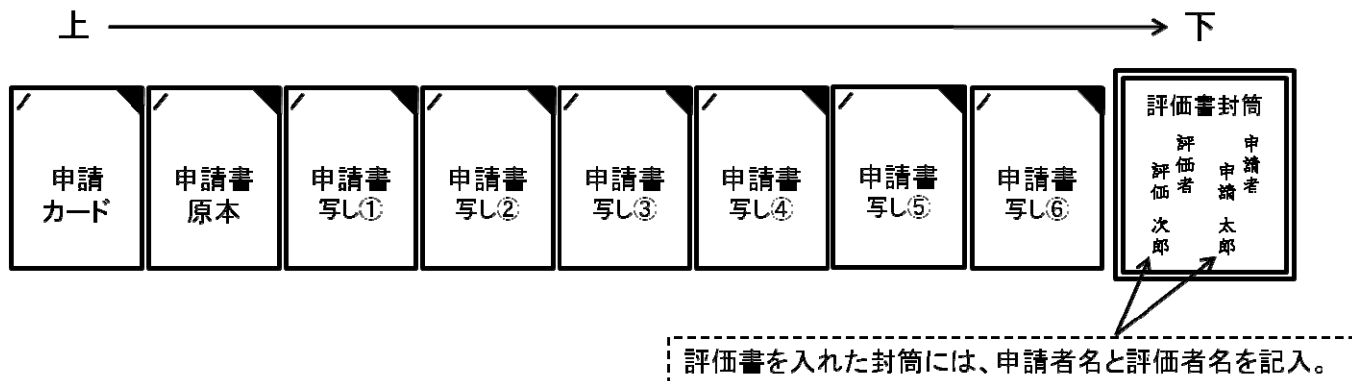 上
下
申請
カード
申請書
原本
申請書
写し①
申請書
写し②
申請書
写し③
申請書
写し④
申請書
写し⑤
申請書
写し⑥
評価書封筒
申請者
申請 太郎
評価者
評価 次郎
評価書を入れた封筒には、申請者名と評価者名を記入。